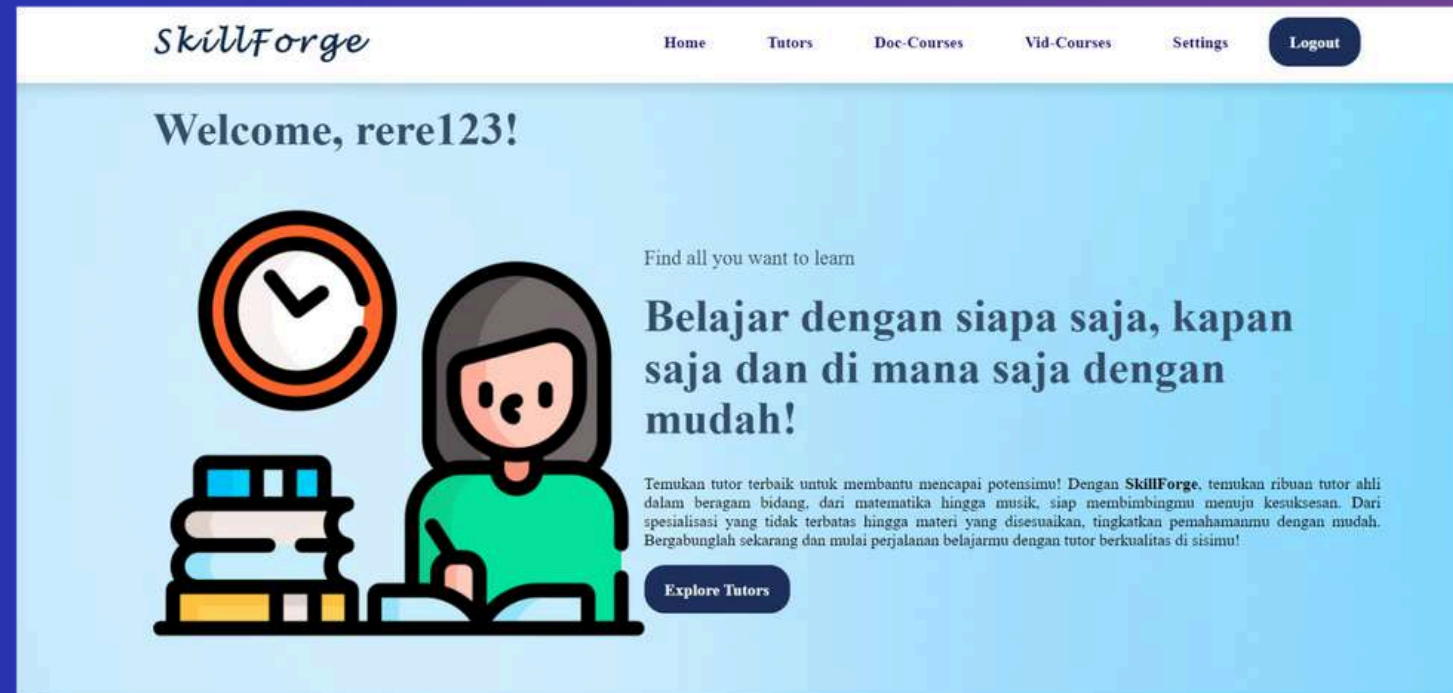 SkillForge
Home Tutors Doc-Courses Vid-Courses Settings Logout
Welcome, rere123!
Find all you want to learn
Belajar dengan siapa saja, kapan
saja dan di mana saja dengan
mudah!
Temukan tutor terbaik untuk membantu mencapai potensimu! Dengan SkillForge, temukan ribuan tutor ahli
dalam beragam bidang, dari matematika hingga musik, siap membimbingmu menuju kesuksesan. Dari
spesialisasi yang tidak terbatas hingga materi yang disesuaikan, tingkatkan pemahamanmu dengan mudah.
Bergabunglah sekarang dan mulai perjalanan belajarmu dengan tutor berkualitas di sisimu!
Explore Tutors